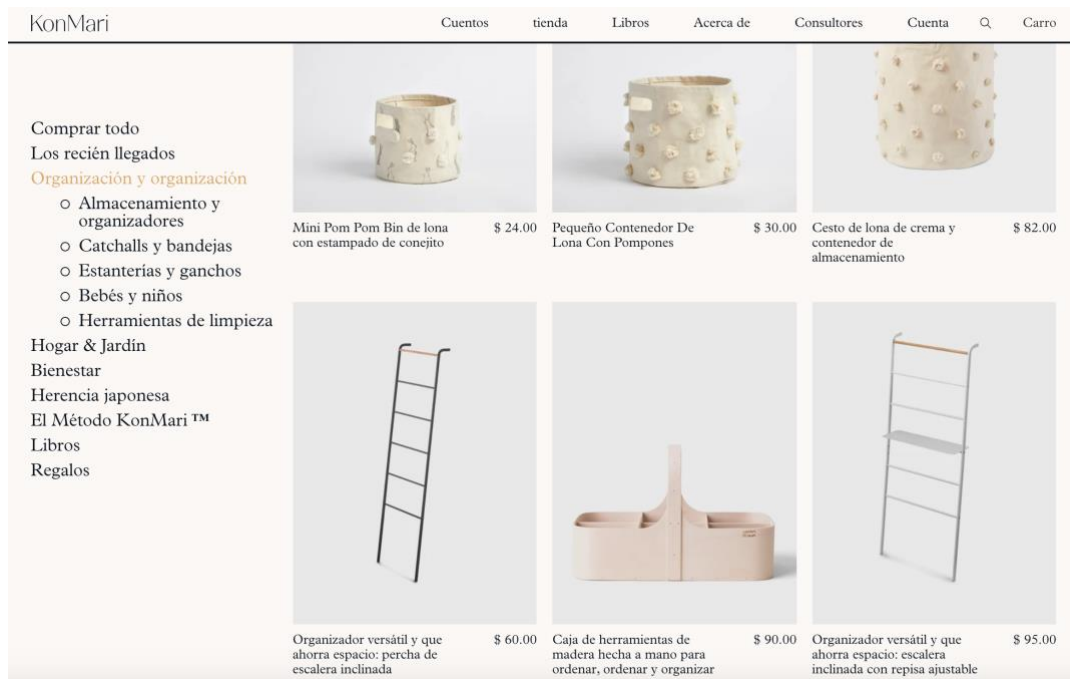 KonMari
Cuentos tienda Libros Acerca de Consultores Cuenta Carro
Comprar todo
Los recién llegados
Organización y organización
Almacenamiento y
organizadores
Catchalls y bandejas
Estanterías y ganchos
Bebés y niños
Herramientas de limpieza
Hogar & Jardín
Bienestar
Herencia japonesa
El Método KonMari ™
Libros
Regalos
Mini Pom Pom Bin de lona $ 24.00
con estampado de conejito
Pequeño Contenedor De $ 30.00
Lona Con Pompones
Cesto de lona de crema y $ 82.00
contenedor de
almacenamiento
Organizador versátil y que $ 60.00
ahorra espacio: percha de
escalera inclinada
Caja de herramientas de $ 90.00
madera hecha a mano para
ordenar, ordenar y organizar
Organizador versátil y que $ 95.00
ahorra espacio: escalera
inclinada con repisa ajustable